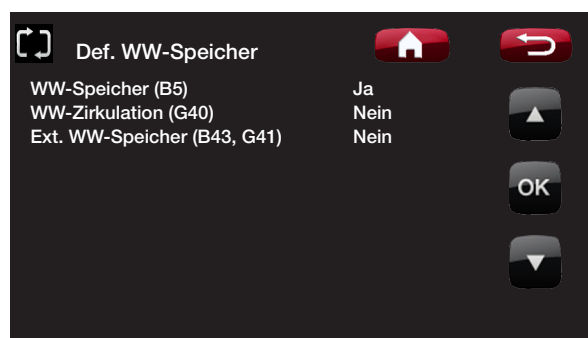 Def. WW-Speicher
WW-Speicher (B5) Ja
WW-Zirkulation (G40) Nein
Ext. WW-Speicher (B43, G41) Nein
OK